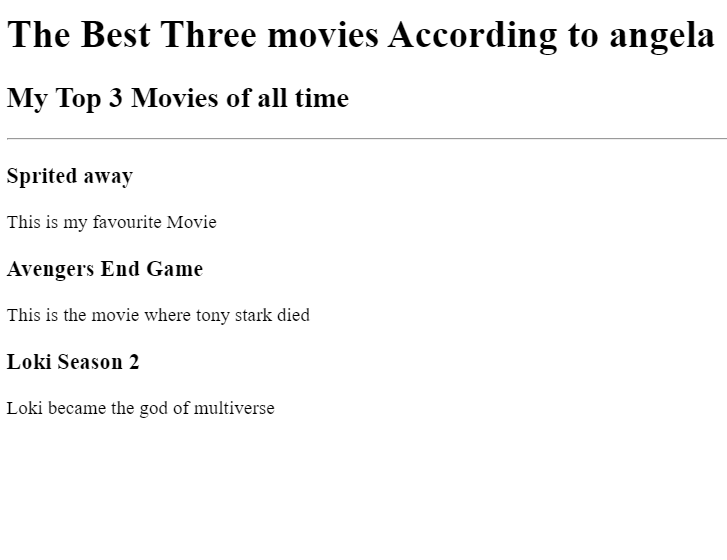 The Best Three movies According to angela
My Top 3 Movies of all time
Sprited away
This is my favourite Movie
Avengers End Game
This is the movie where tony stark died
Loki Season 2
Loki became the god of multiverse